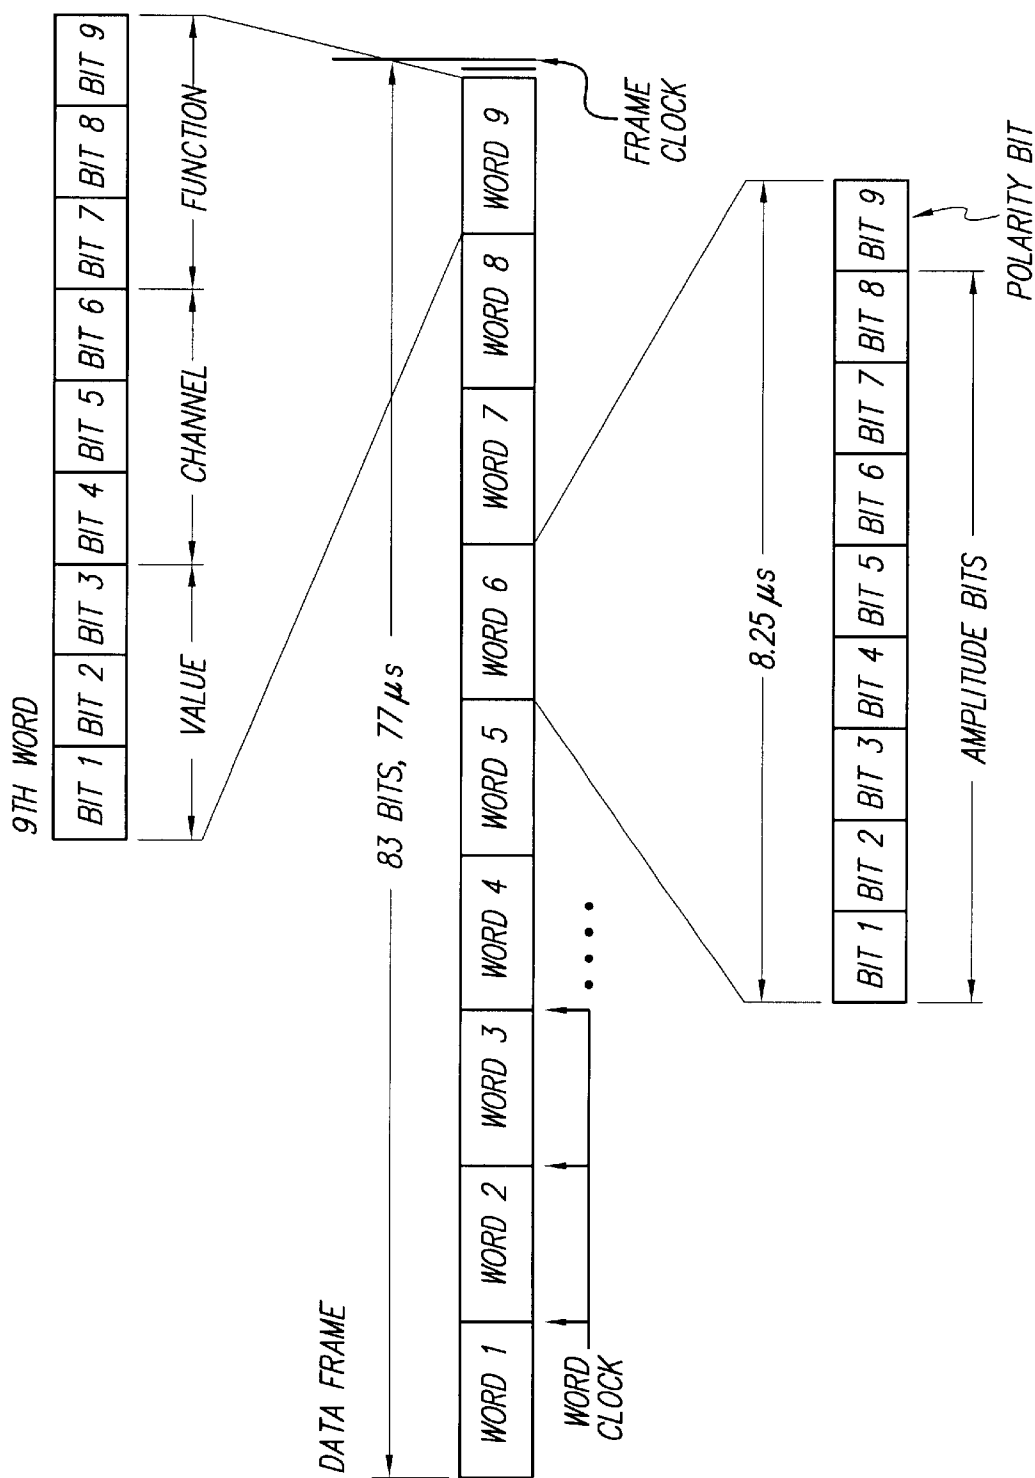 9TH WORD
BIT 1 BIT 2 BIT 3 BIT 4 BIT 5 BIT 6 BIT 7 BIT 8 BIT 9
VALUE CHANNEL FUNCTION
DATA FRAME
83 BITS, 77 μs
WORD 1 WORD 2 WORD 3 WORD 4 WORD 5 WORD 6 WORD 7 WORD 8 WORD 9
WORD
CLOCK
FRAME
CLOCK
8.25 μs
BIT 1 BIT 2 BIT 3 BIT 4 BIT 5 BIT 6 BIT 7 BIT 8 BIT 9
AMPLITUDE BITS
POLARITY BIT